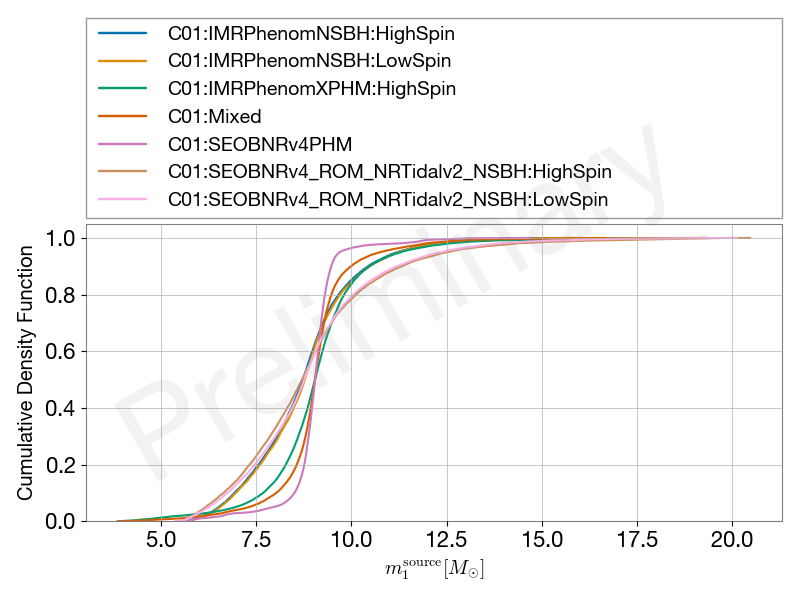 C01:IMRPhenomNSBH:HighSpin
C01:IMRPhenomNSBH:LowSpin
C01:IMRPhenomXPHM:HighSpin
C01:Mixed
C01:SEOBNRv4PHM
C01:SEOBNRv4_ROM_NRTidalv2_NSBH:HighSpin
C01:SEOBNRv4_ROM_NRTidalv2_NSBH:LowSpin
Preliminary
Cumulative Density Function
1.0
0.8
0.6
0.4
0.2
0.0
5.0 7.5 10.0 12.5 15.0 17.5 20.0
m₁^source [M⊙]